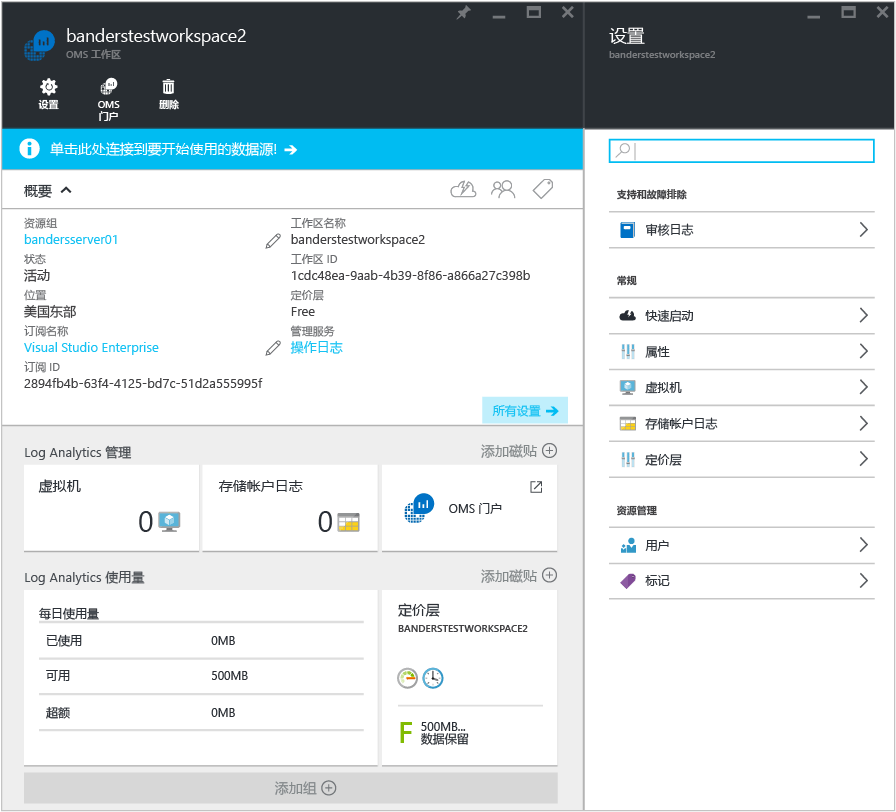 banderstestworkspace2
OMS 工作区
设置
OMS
门户
删除
单击此处连接到要开始使用的数据源!
概要
资源组
bandersserver01
状态
活动
位置
美国东部
订阅名称
Visual Studio Enterprise
订阅 ID
2894fb4b-63f4-4125-bd7c-51d2a555995f
工作区名称
banderstestworkspace2
工作区 ID
1cdc48ea-9aab-4b39-8f86-a866a27c398b
定价层
Free
管理服务
操作日志
所有设置
Log Analytics 管理
添加磁贴
虚拟机
0
存储帐户日志
0
OMS 门户
Log Analytics 使用量
添加磁贴
每日使用量
已使用 0MB
可用 500MB
超额 0MB
定价层
BANDERSTESTWORKSPACE2
F
500MB...
数据保留
添加组
设置
banderstestworkspace2
支持和故障排除
审核日志
常规
快速启动
属性
虚拟机
存储帐户日志
定价层
资源管理
用户
标记